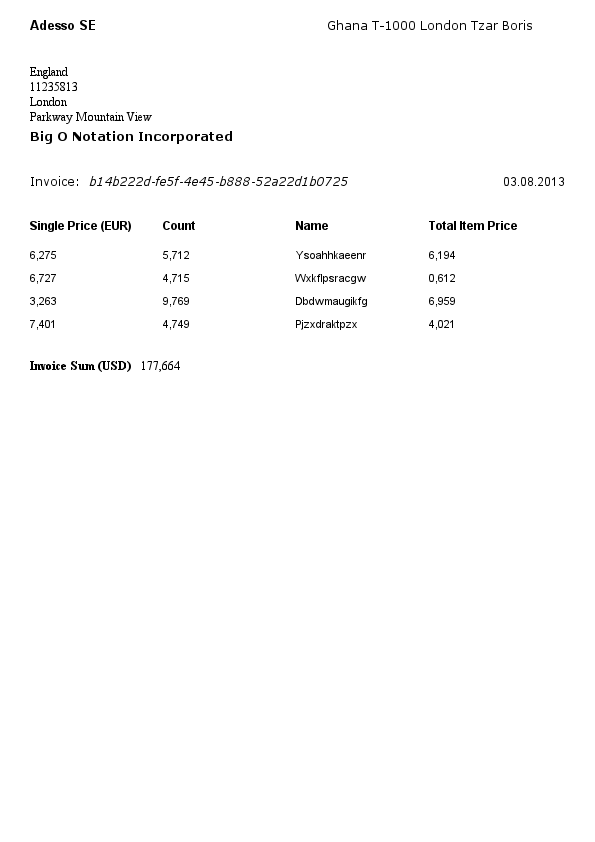 Adesso SE Ghana T-1000 London Tzar Boris
England
11235813
London
Parkway Mountain View
Big O Notation Incorporated
Invoice: b14b222d-fe5f-4e45-b888-52a22d1b0725 03.08.2013
Single Price (EUR) Count Name Total Item Price
6,275 5,712 Ysoahhkaeenr 6,194
6,727 4,715 Wxkflpsracgw 0,612
3,263 9,769 Dbdwmaugikfg 6,959
7,401 4,749 Pjzxdraktpzx 4,021
Invoice Sum (USD) 177,664